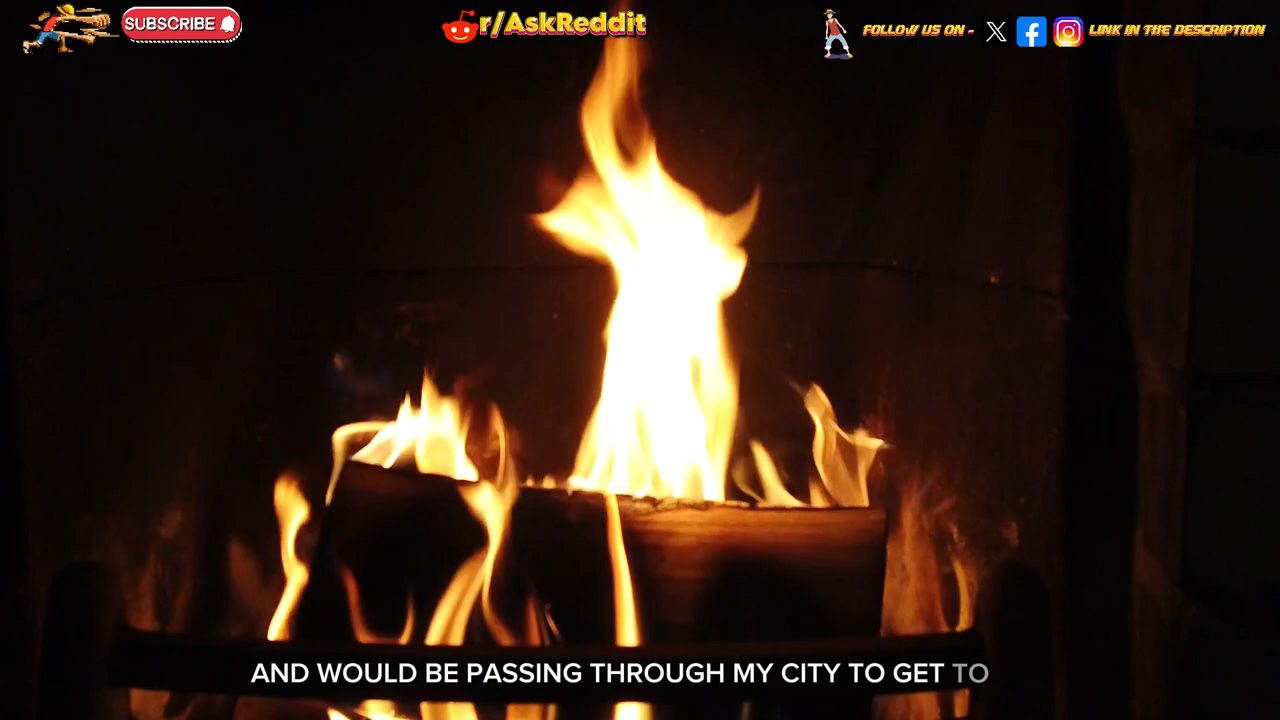 SUBSCRIBE
r/AskReddit
FOLLOW US ON -
LINK IN THE DESCRIPTION
AND WOULD BE PASSING THROUGH MY CITY TO GET TO